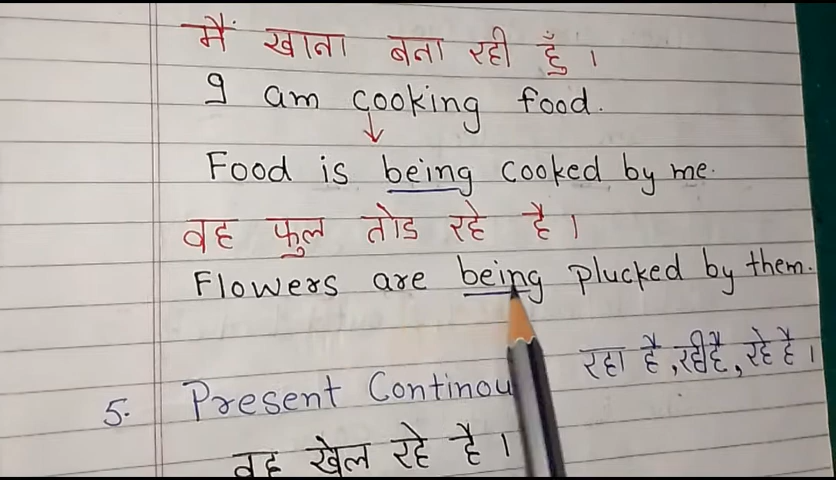 मैं खाना बना रही हुँ ।
I am cooking food.
Food is being cooked by me.
वह फुल तोड रहे है ।
Flowers are being plucked by them.
5. Present Continou रहा है, रही है, रहे है ।
वह खेल रहे है ।